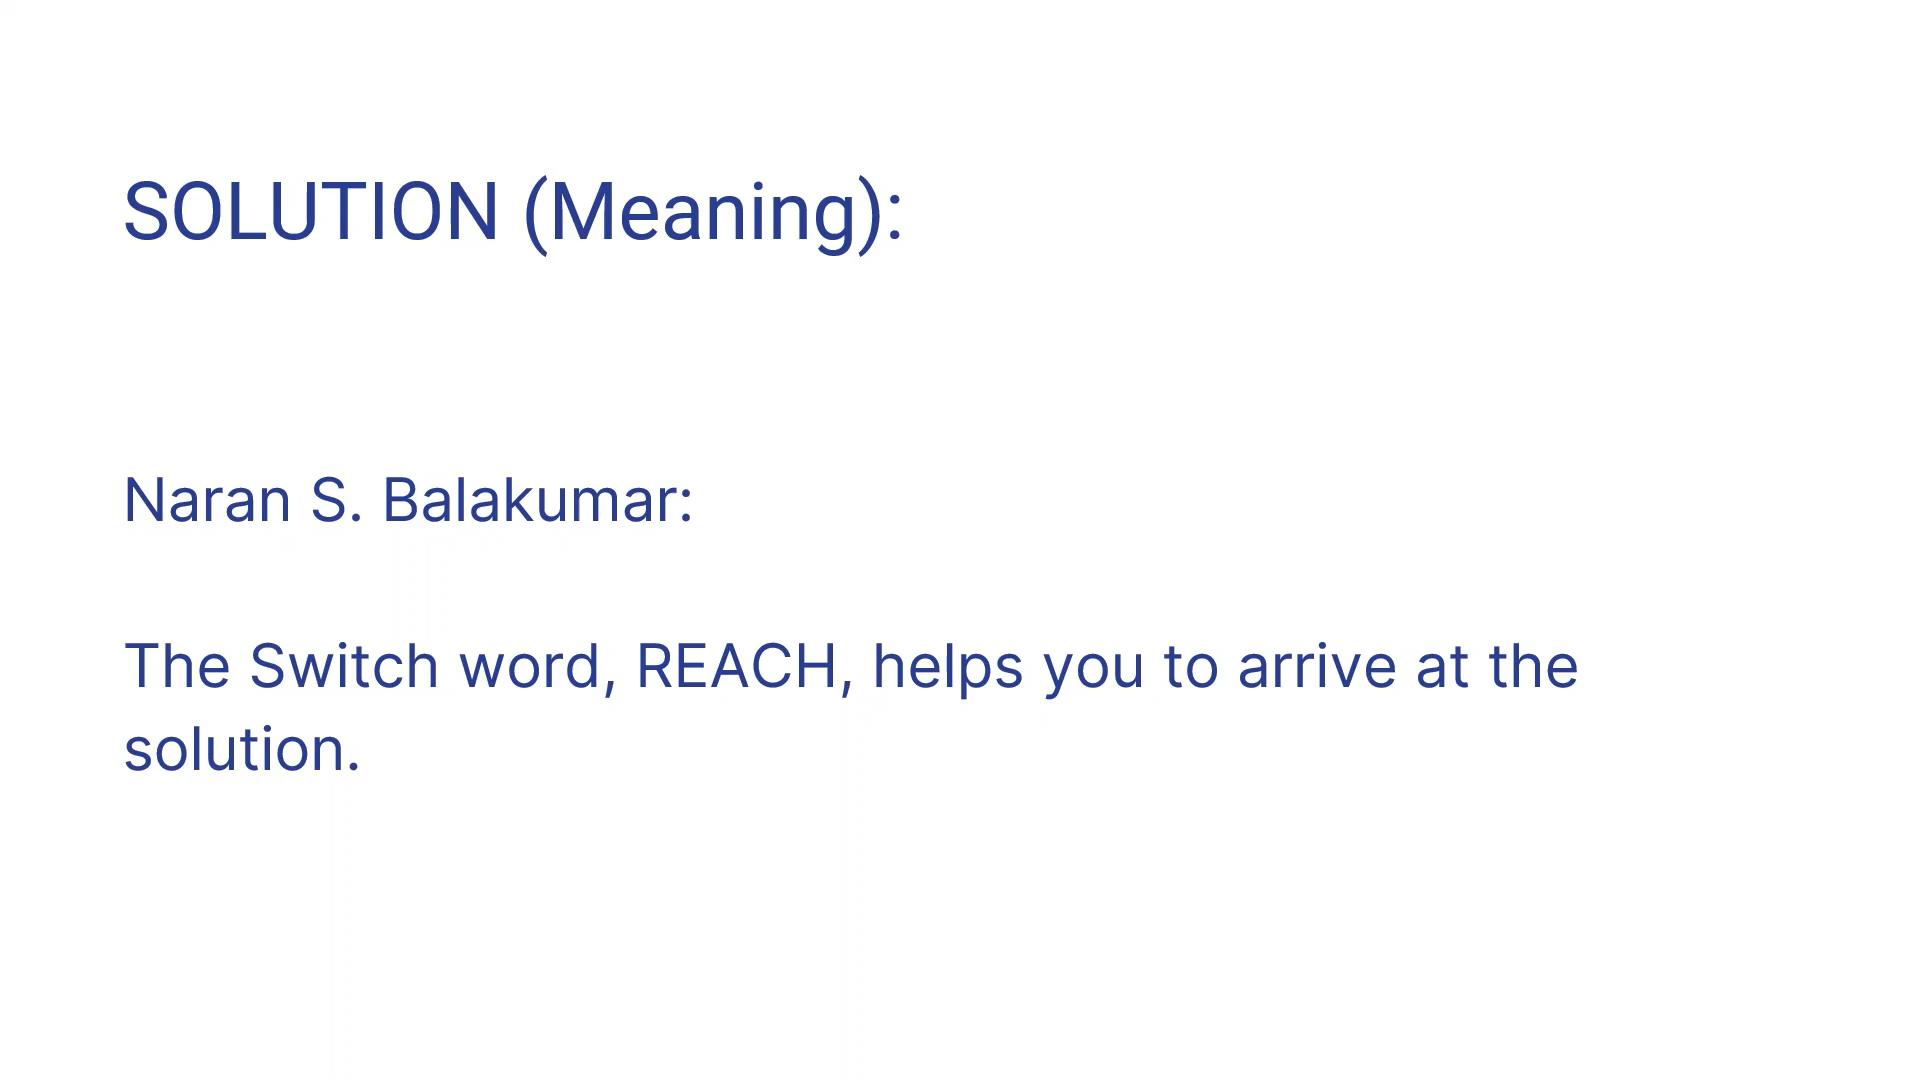 SOLUTION (Meaning):
Naran S. Balakumar:
The Switch word, REACH, helps you to arrive at the
solution.